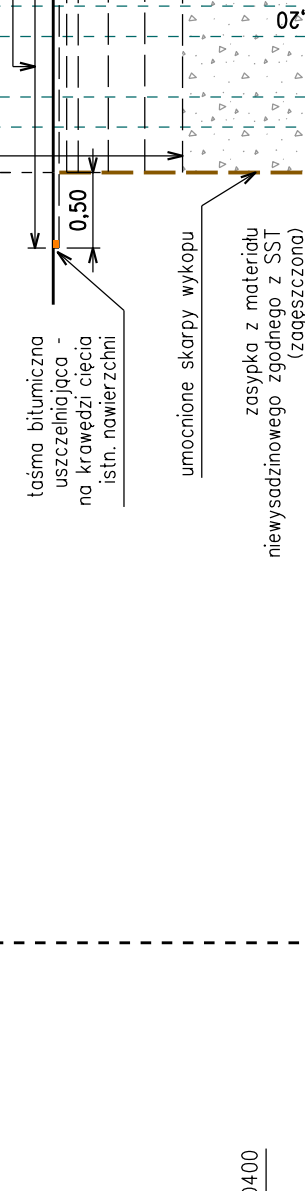 taśma bitumiczna
uszczelniająca -
na krawędzi cięcia
istn. nawierzchni
0,50
umocnione skarpy wykopu
zasypka z materiału
niewysadzinowego zgodnego z SST
(zagęszczona)
,20
0400